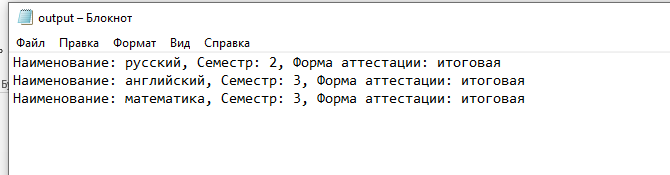 output – Блокнот
Файл Правка Формат Вид Справка
Наименование: русский, Семестр: 2, Форма аттестации: итоговая
Наименование: английский, Семестр: 3, Форма аттестации: итоговая
Наименование: математика, Семестр: 3, Форма аттестации: итоговая